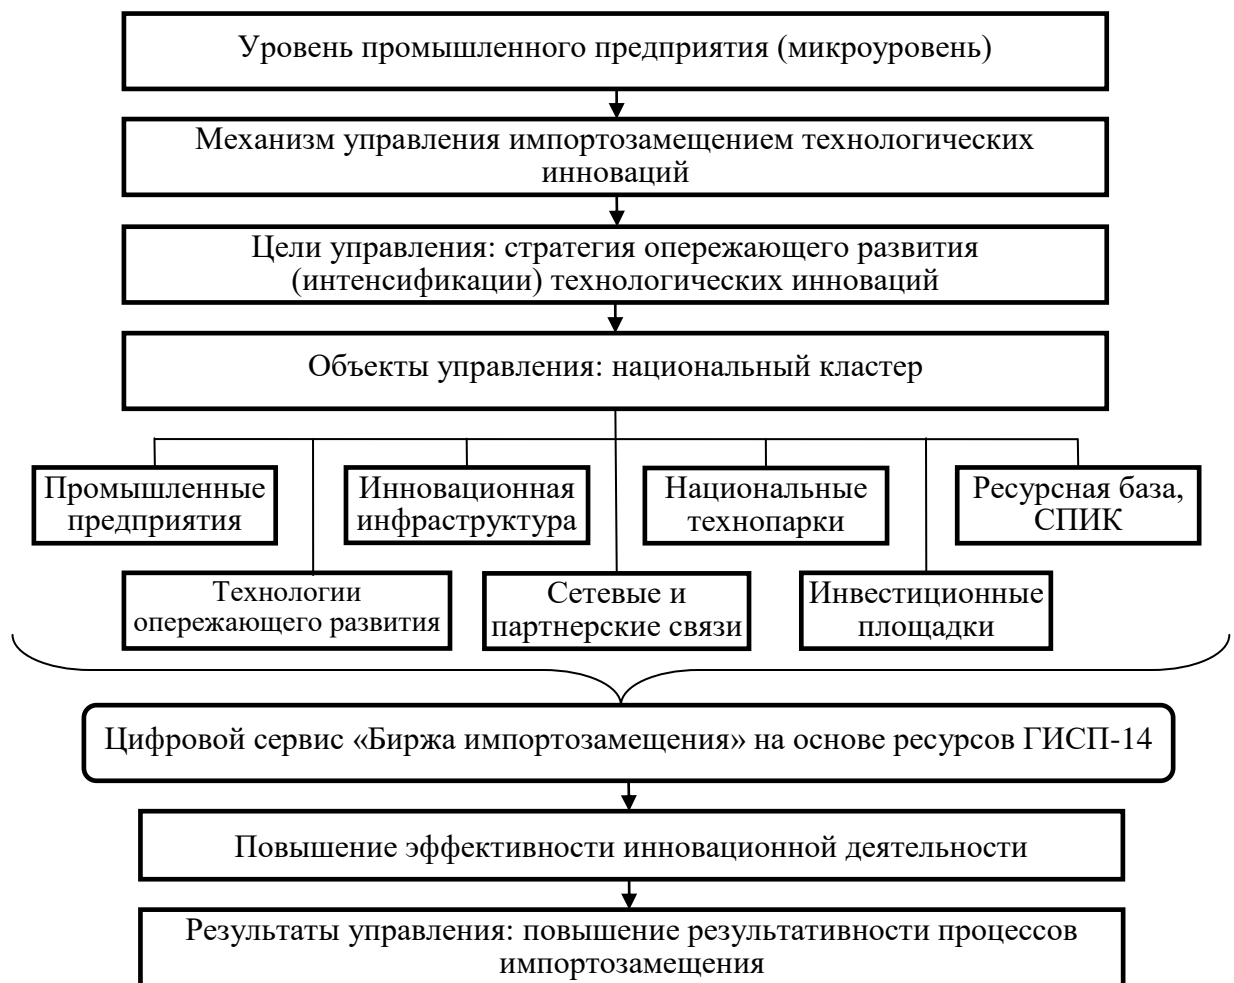 Уровень промышленного предприятия (микроуровень)
Механизм управления импортозамещением технологических
инноваций
Цели управления: стратегия опережающего развития
(интенсификации) технологических инноваций
Объекты управления: национальный кластер
Промышленные
предприятия
Инновационная
инфраструктура
Национальные
технопарки
Ресурсная база,
СПИК
Технологии
опережающего развития
Сетевые и
партнерские связи
Инвестиционные
площадки
Цифровой сервис «Биржа импортозамещения» на основе ресурсов ГИСП-14
Повышение эффективности инновационной деятельности
Результаты управления: повышение результативности процессов
импортозамещения